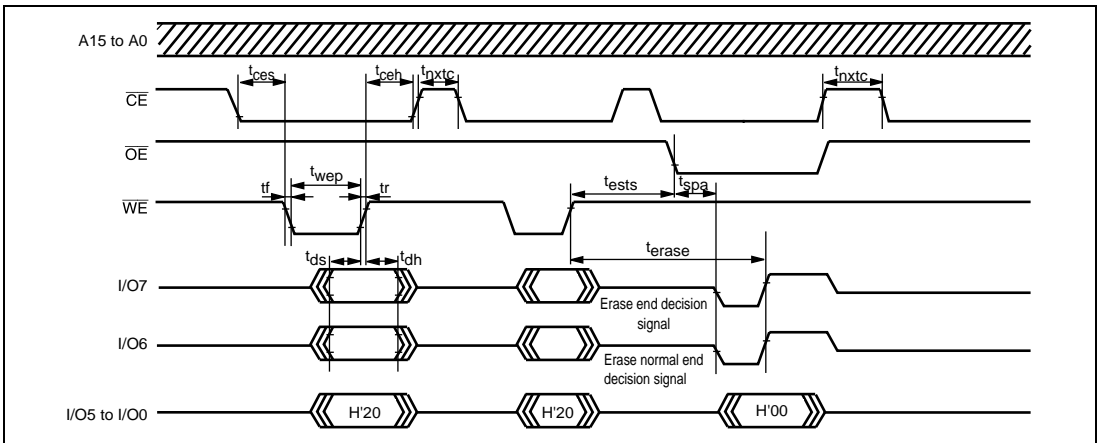 A15 to A0
tces
tceh
tnxtc
tnxtc
CE
OE
twep
tests
tspa
tf
tr
WE
tds
tdh
terase
I/O7
Erase end decision
signal
I/O6
Erase normal end
decision signal
I/O5 to I/O0
H'20
H'20
H'00